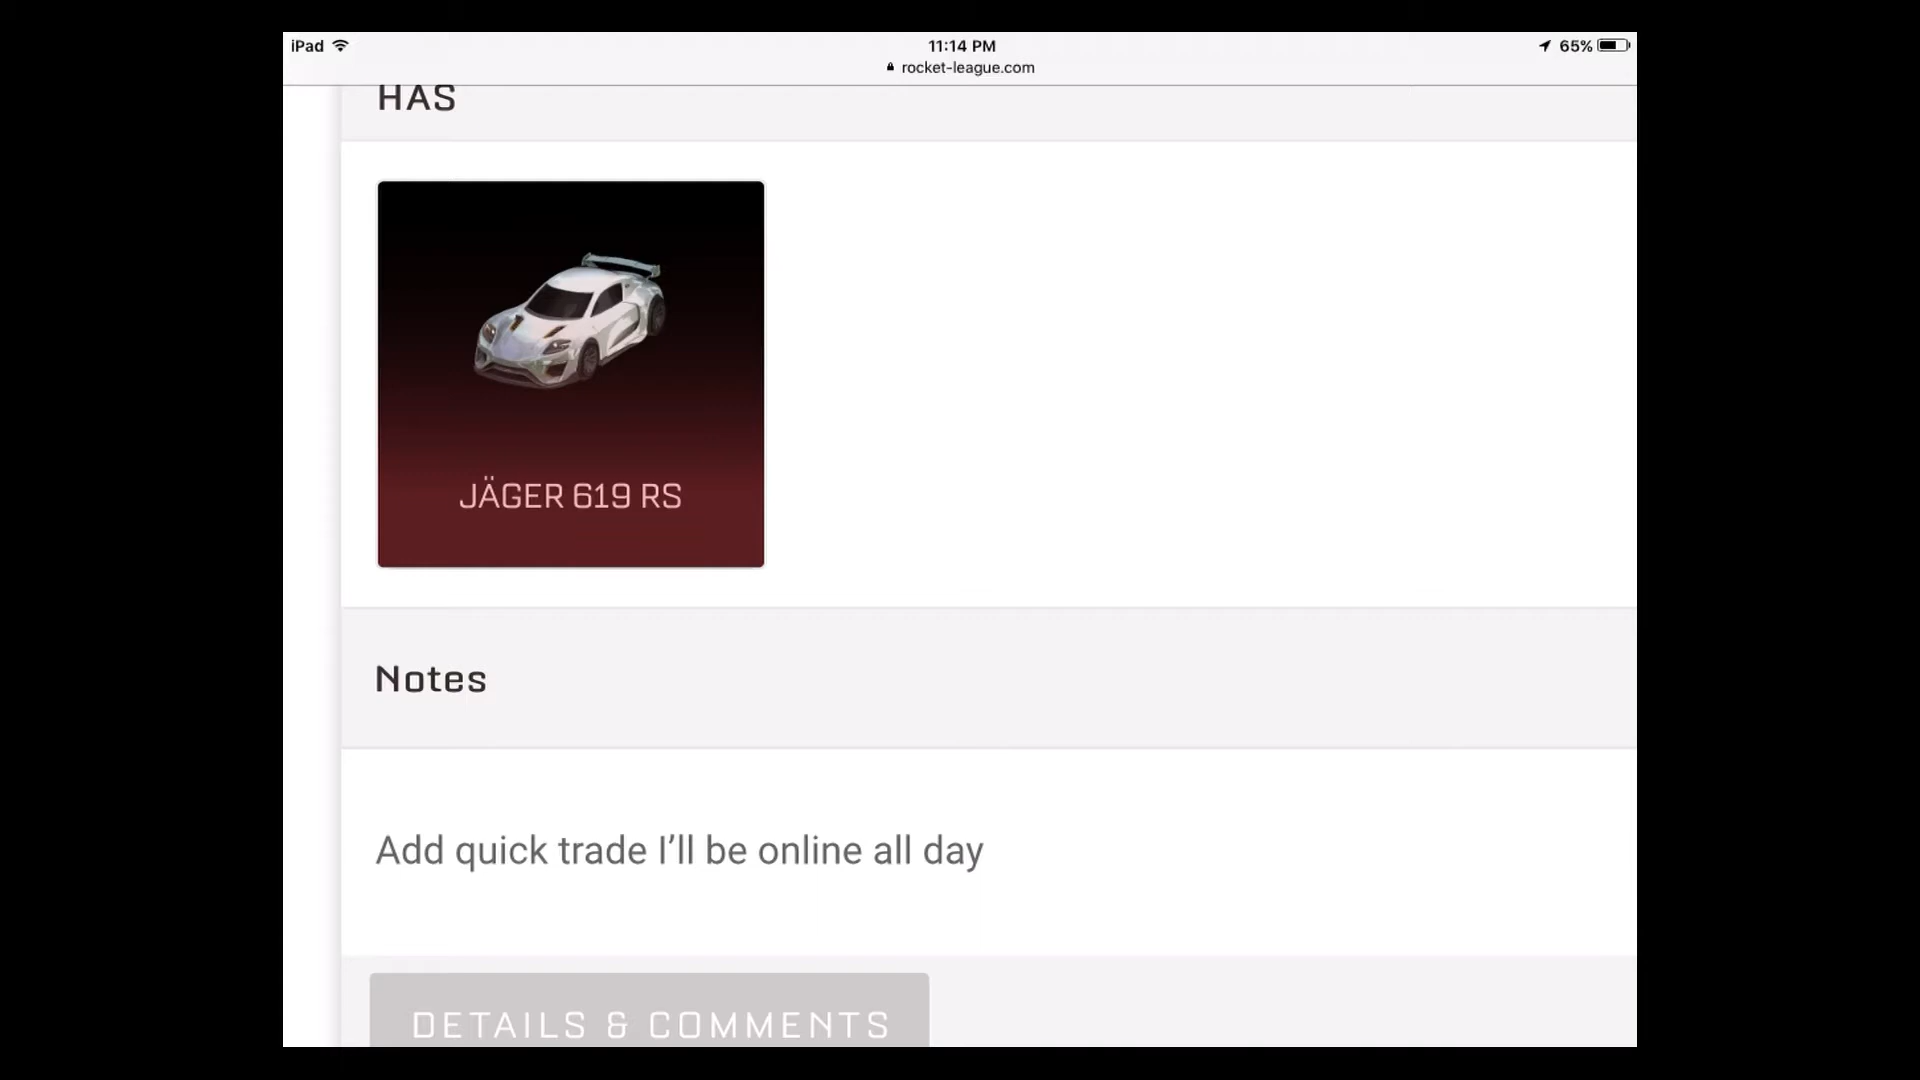 iPad
11:14 PM
65%
rocket-league.com
HAS
JÄGER 619 RS
Notes
Add quick trade I’ll be online all day
DETAILS & COMMENTS